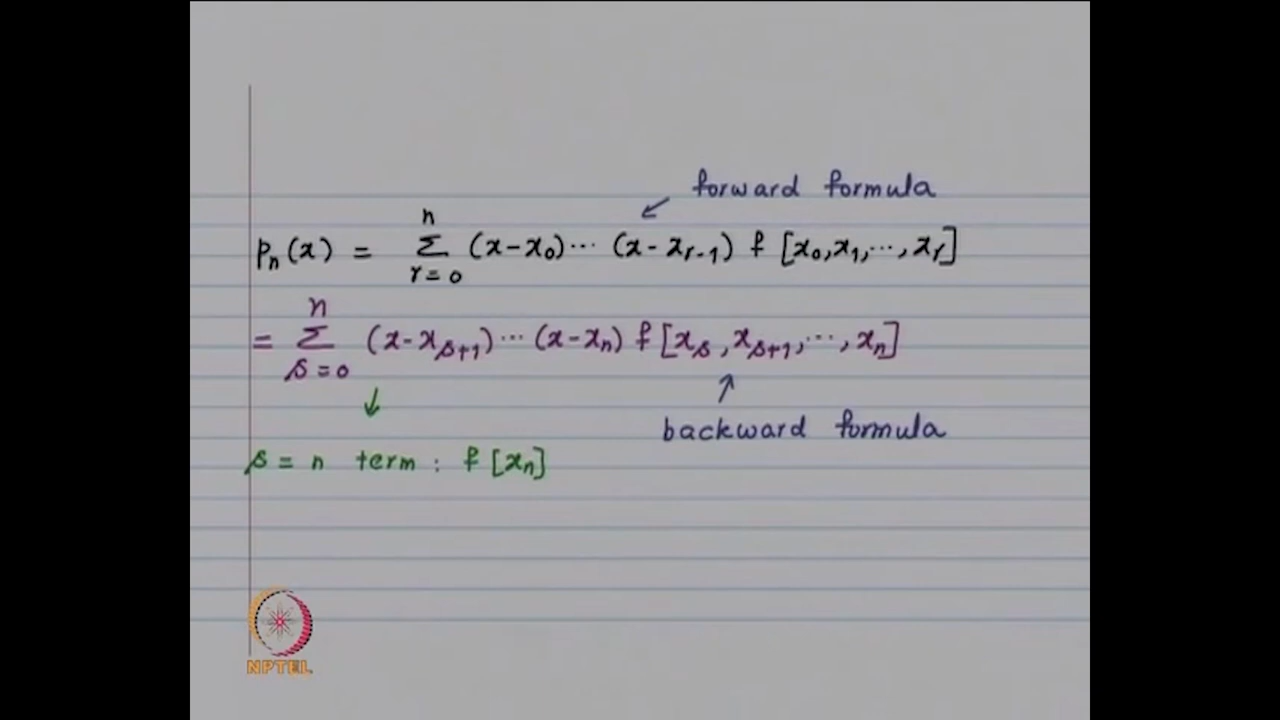 forward formula
n
pₙ(x) = Σ (x-x₀)⋯ (x-xᵣ₋₁) f [x₀,x₁,⋯,xᵣ]
r=0
n
= Σ (x-xₛ₊₁)⋯ (x-xₙ) f [xₛ,xₛ₊₁,⋯,xₙ]
s=0
backward formula
s = n term : f [xₙ]
NPTEL